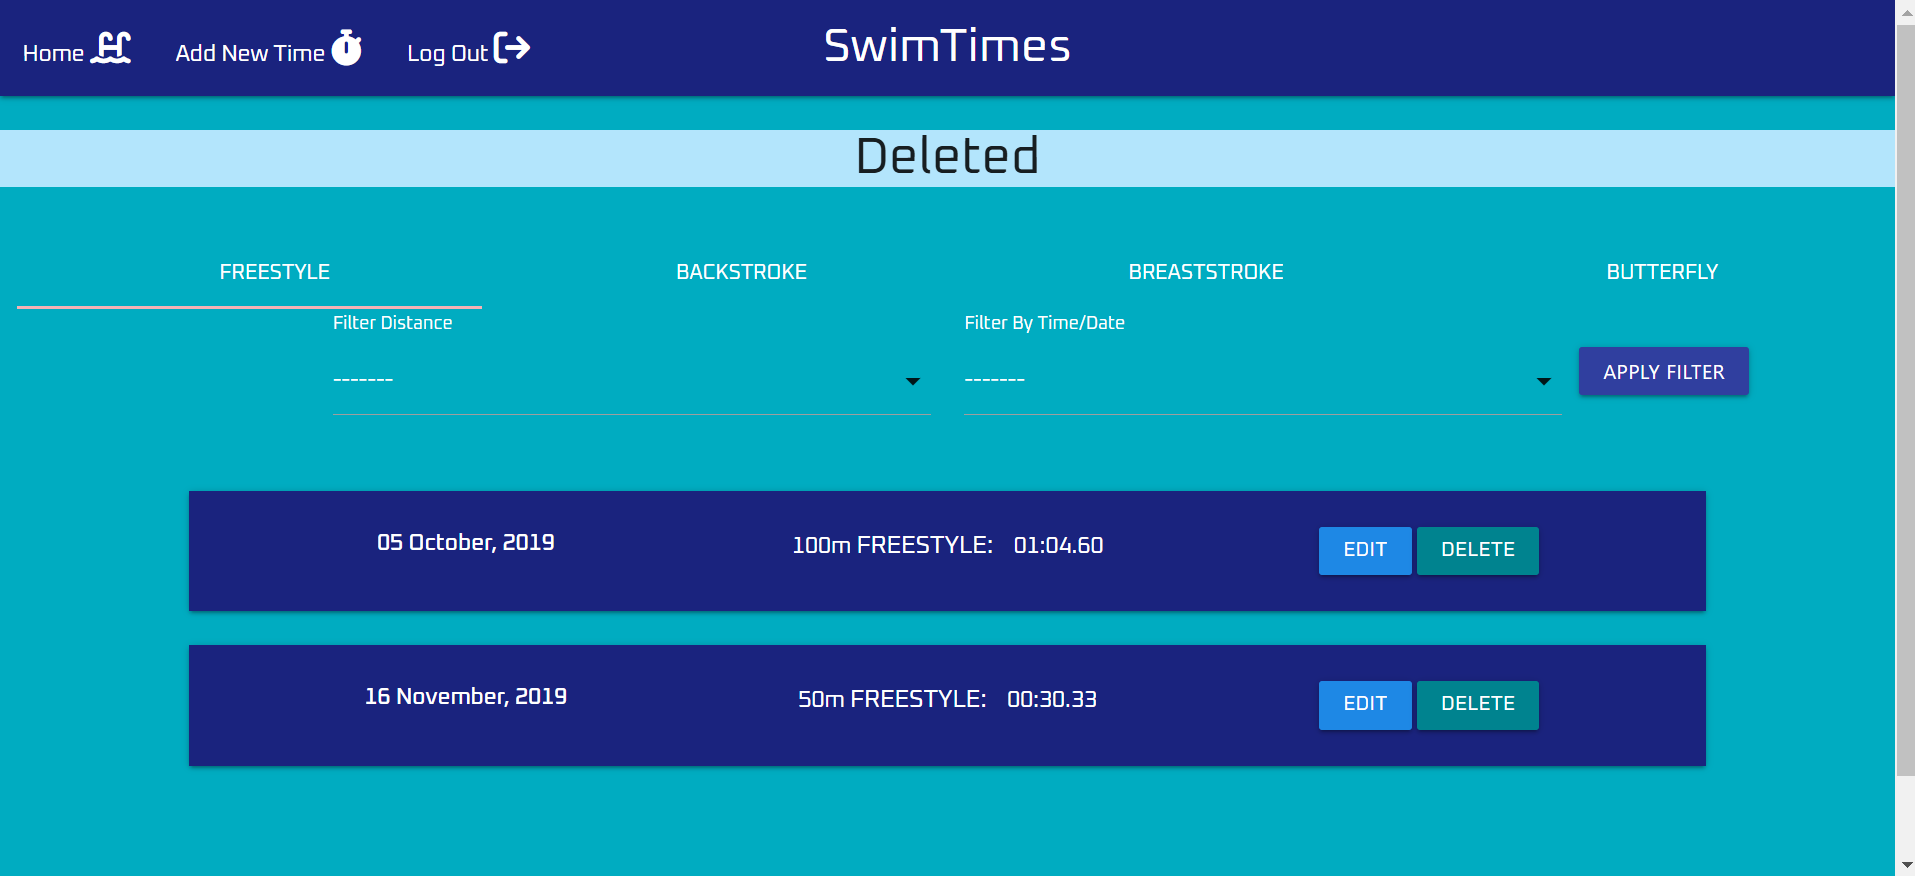 Home Add New Time Log Out SwimTimes
Deleted
FREESTYLE BACKSTROKE BREASTSTROKE BUTTERFLY
Filter Distance Filter By Time/Date
------- ------- APPLY FILTER
05 October, 2019 100m FREESTYLE: 01:04.60 EDIT DELETE
16 November, 2019 50m FREESTYLE: 00:30.33 EDIT DELETE